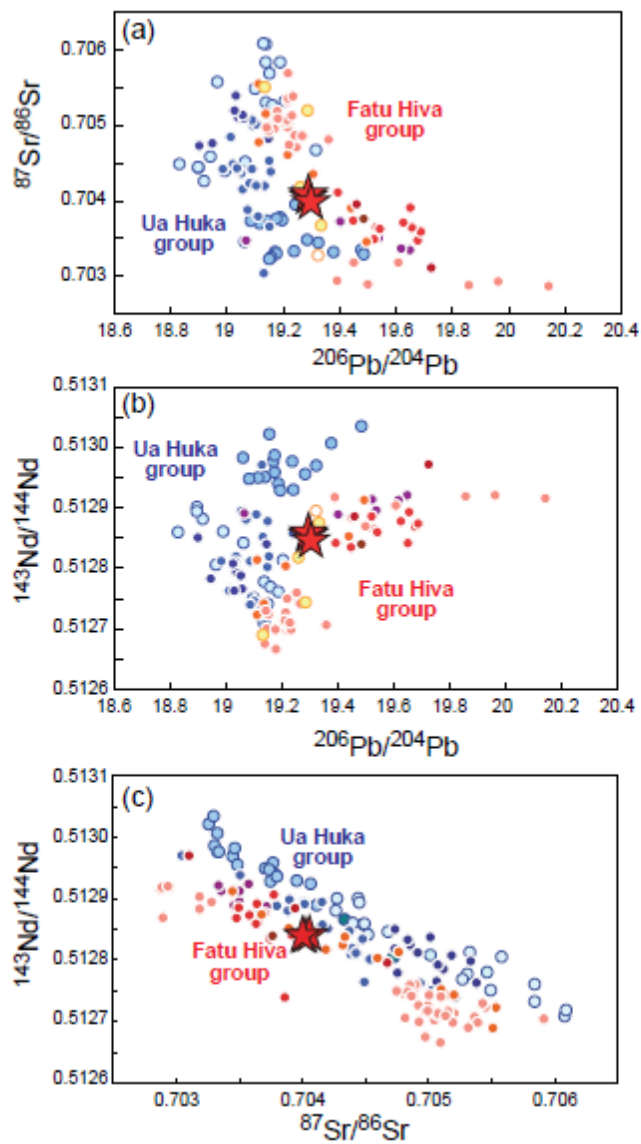 (a)
0.706
0.705
0.704
0.703
87Sr/86Sr
Fatu Hiva
group
Ua Huka
group
18.6 18.8 19 19.2 19.4 19.6 19.8 20 20.2 20.4
206Pb/204Pb
(b)
0.5131
0.5130
0.5129
0.5128
0.5127
0.5126
143Nd/144Nd
Ua Huka
group
Fatu Hiva
group
18.6 18.8 19 19.2 19.4 19.6 19.8 20 20.2 20.4
206Pb/204Pb
(c)
0.5131
0.5130
0.5129
0.5128
0.5127
0.5126
143Nd/144Nd
Ua Huka
group
Fatu Hiva
group
0.703 0.704 0.705 0.706
87Sr/86Sr